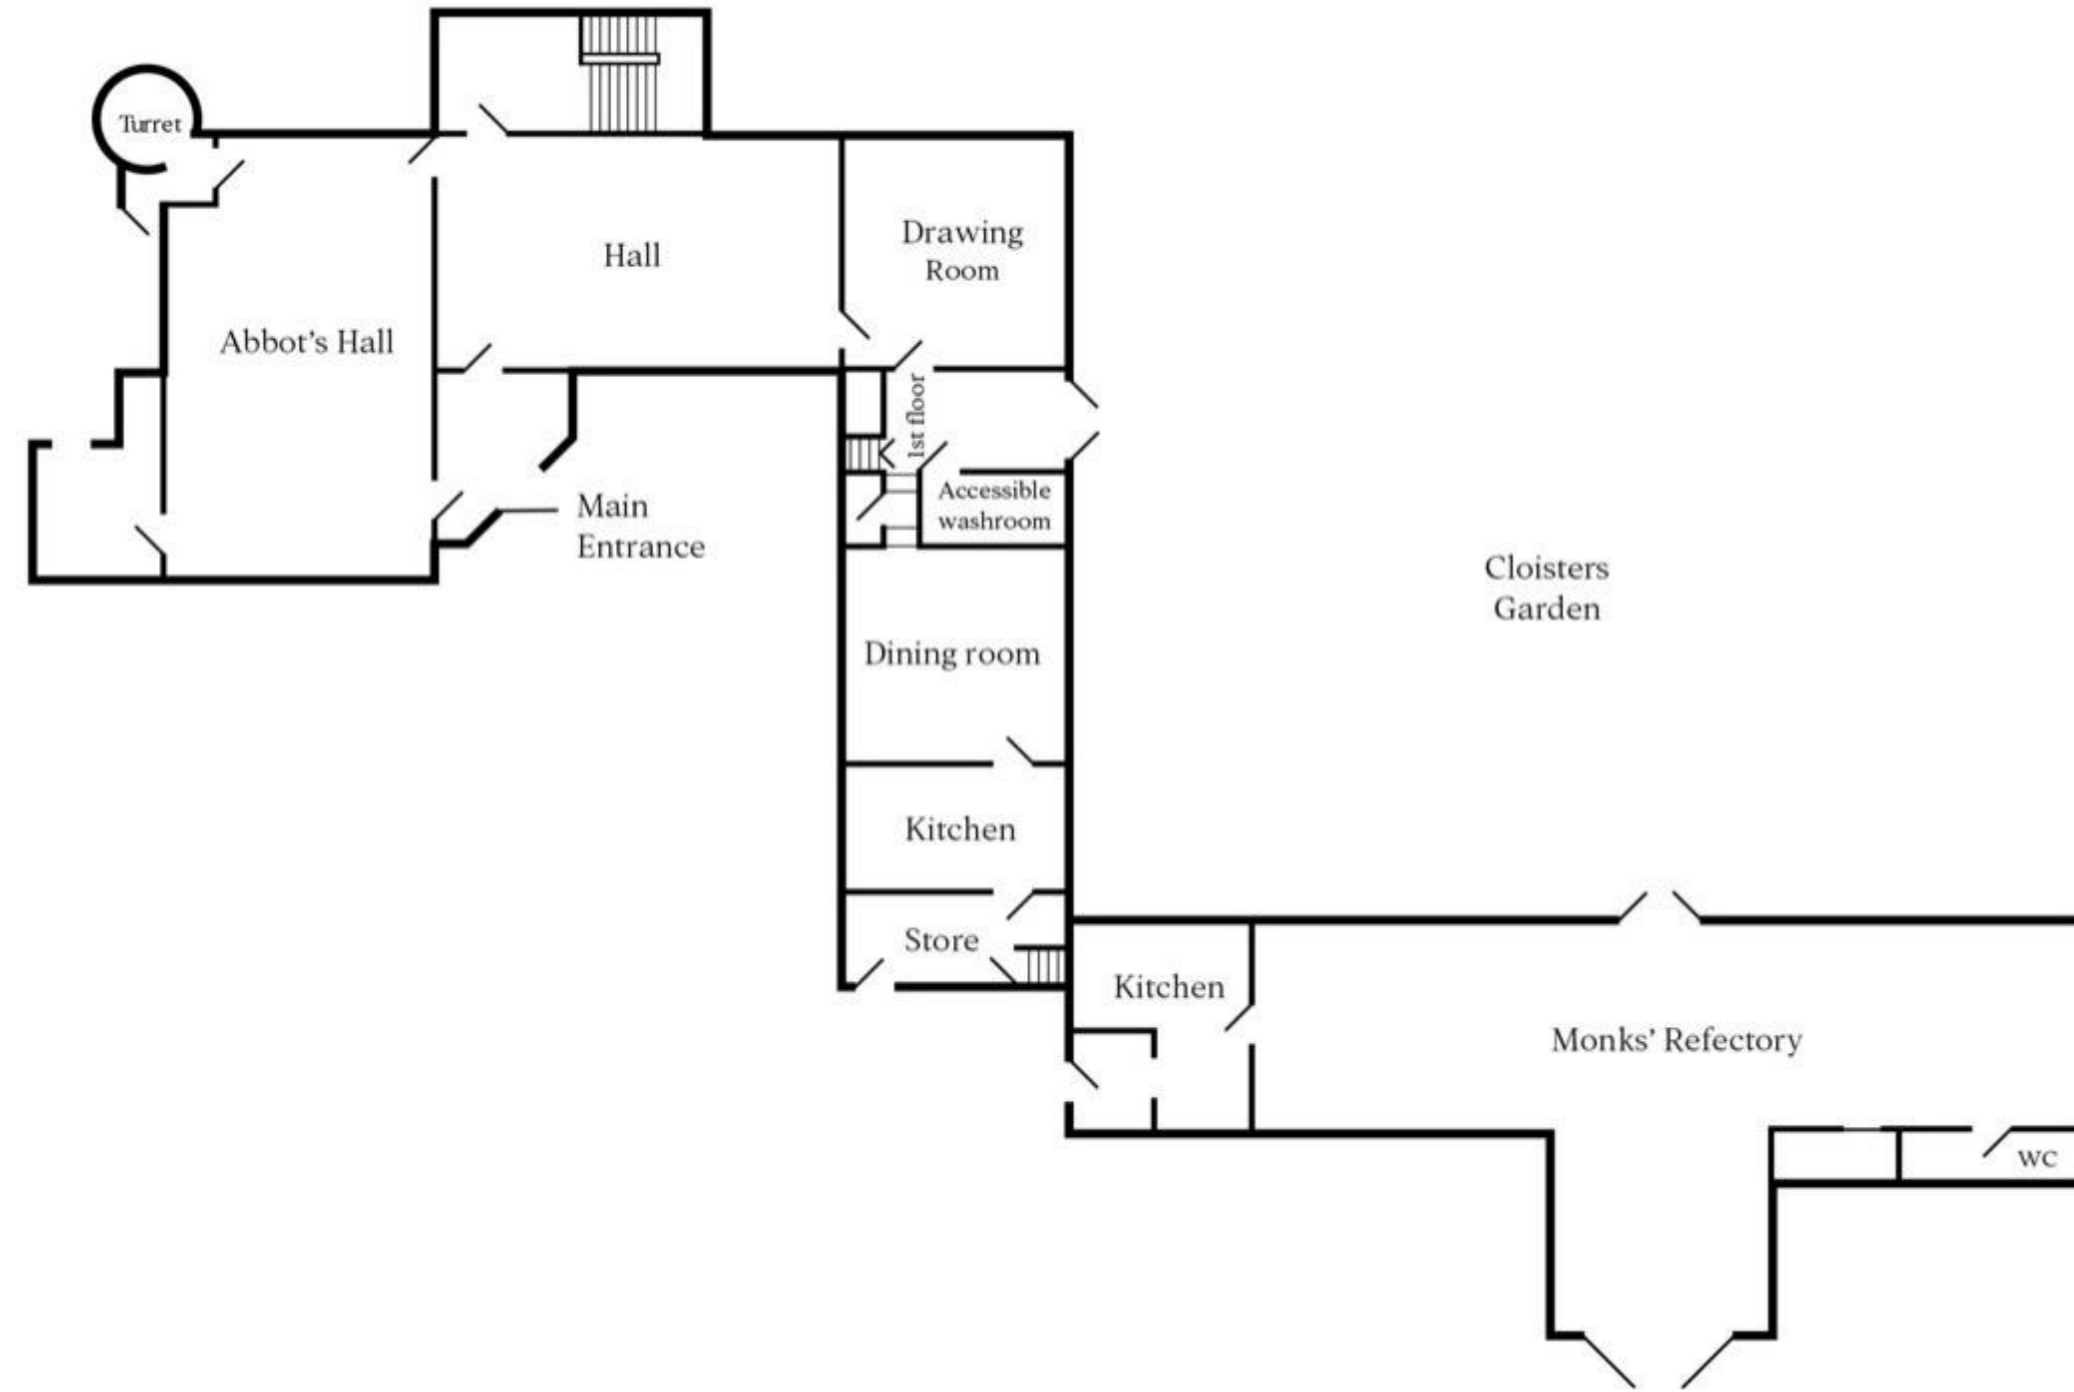 Turret
Hall
Drawing
Room
Abbot's Hall
1st floor
Main
Entrance
Accessible
washroom
Cloisters
Garden
Dining room
Kitchen
Store
Kitchen
Monks' Refectory
WC